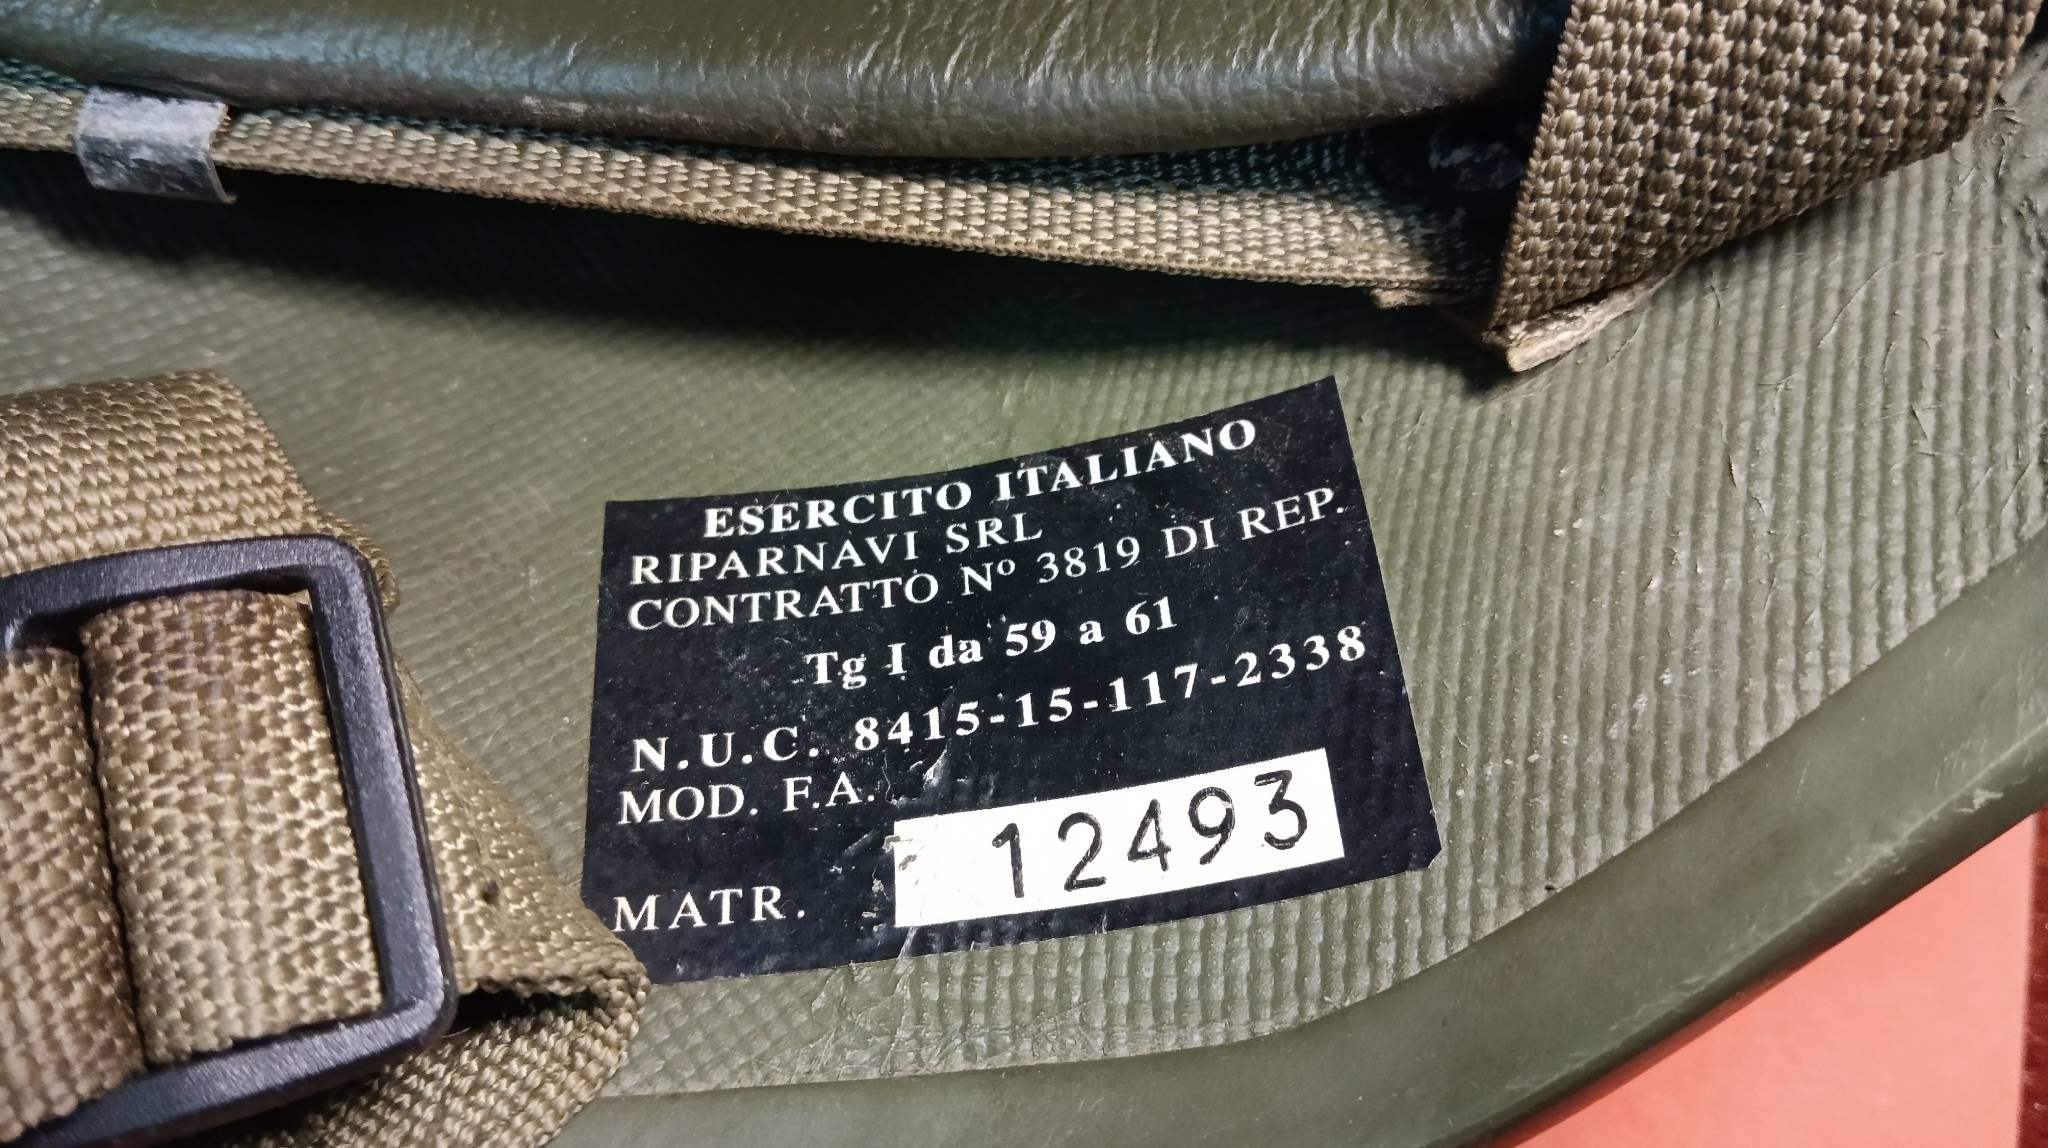 ESERCITO ITALIANO
RIPARNAVI SRL
CONTRATTO Nº 3819 DI REP.
Tg I da 59 a 61
N.U.C. 8415-15-117-2338
MOD. F.A.
MATR. 12493